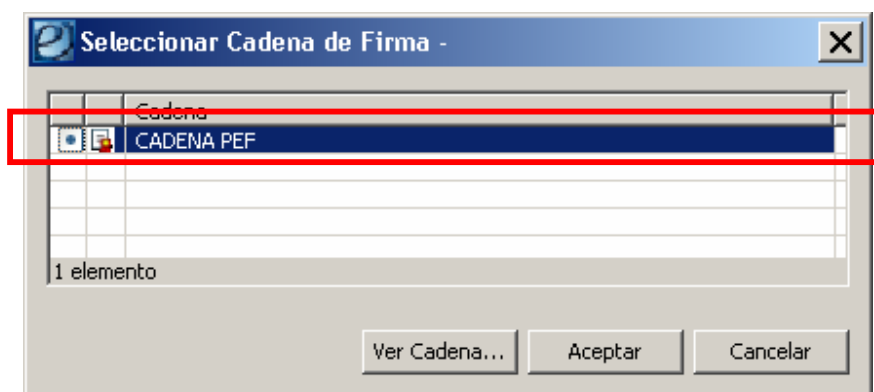 Seleccionar Cadena de Firma -
Cadena
CADENA PEF
1 elemento
Ver Cadena... Aceptar Cancelar